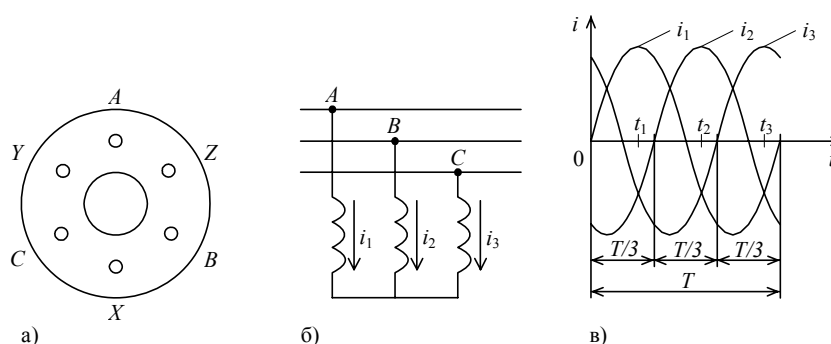 A
Y
Z
C
B
X
а)
A
B
C
i1
i2
i3
б)
i
i1
i2
i3
t1
t2
t3
0
t
T/3
T/3
T/3
T
в)